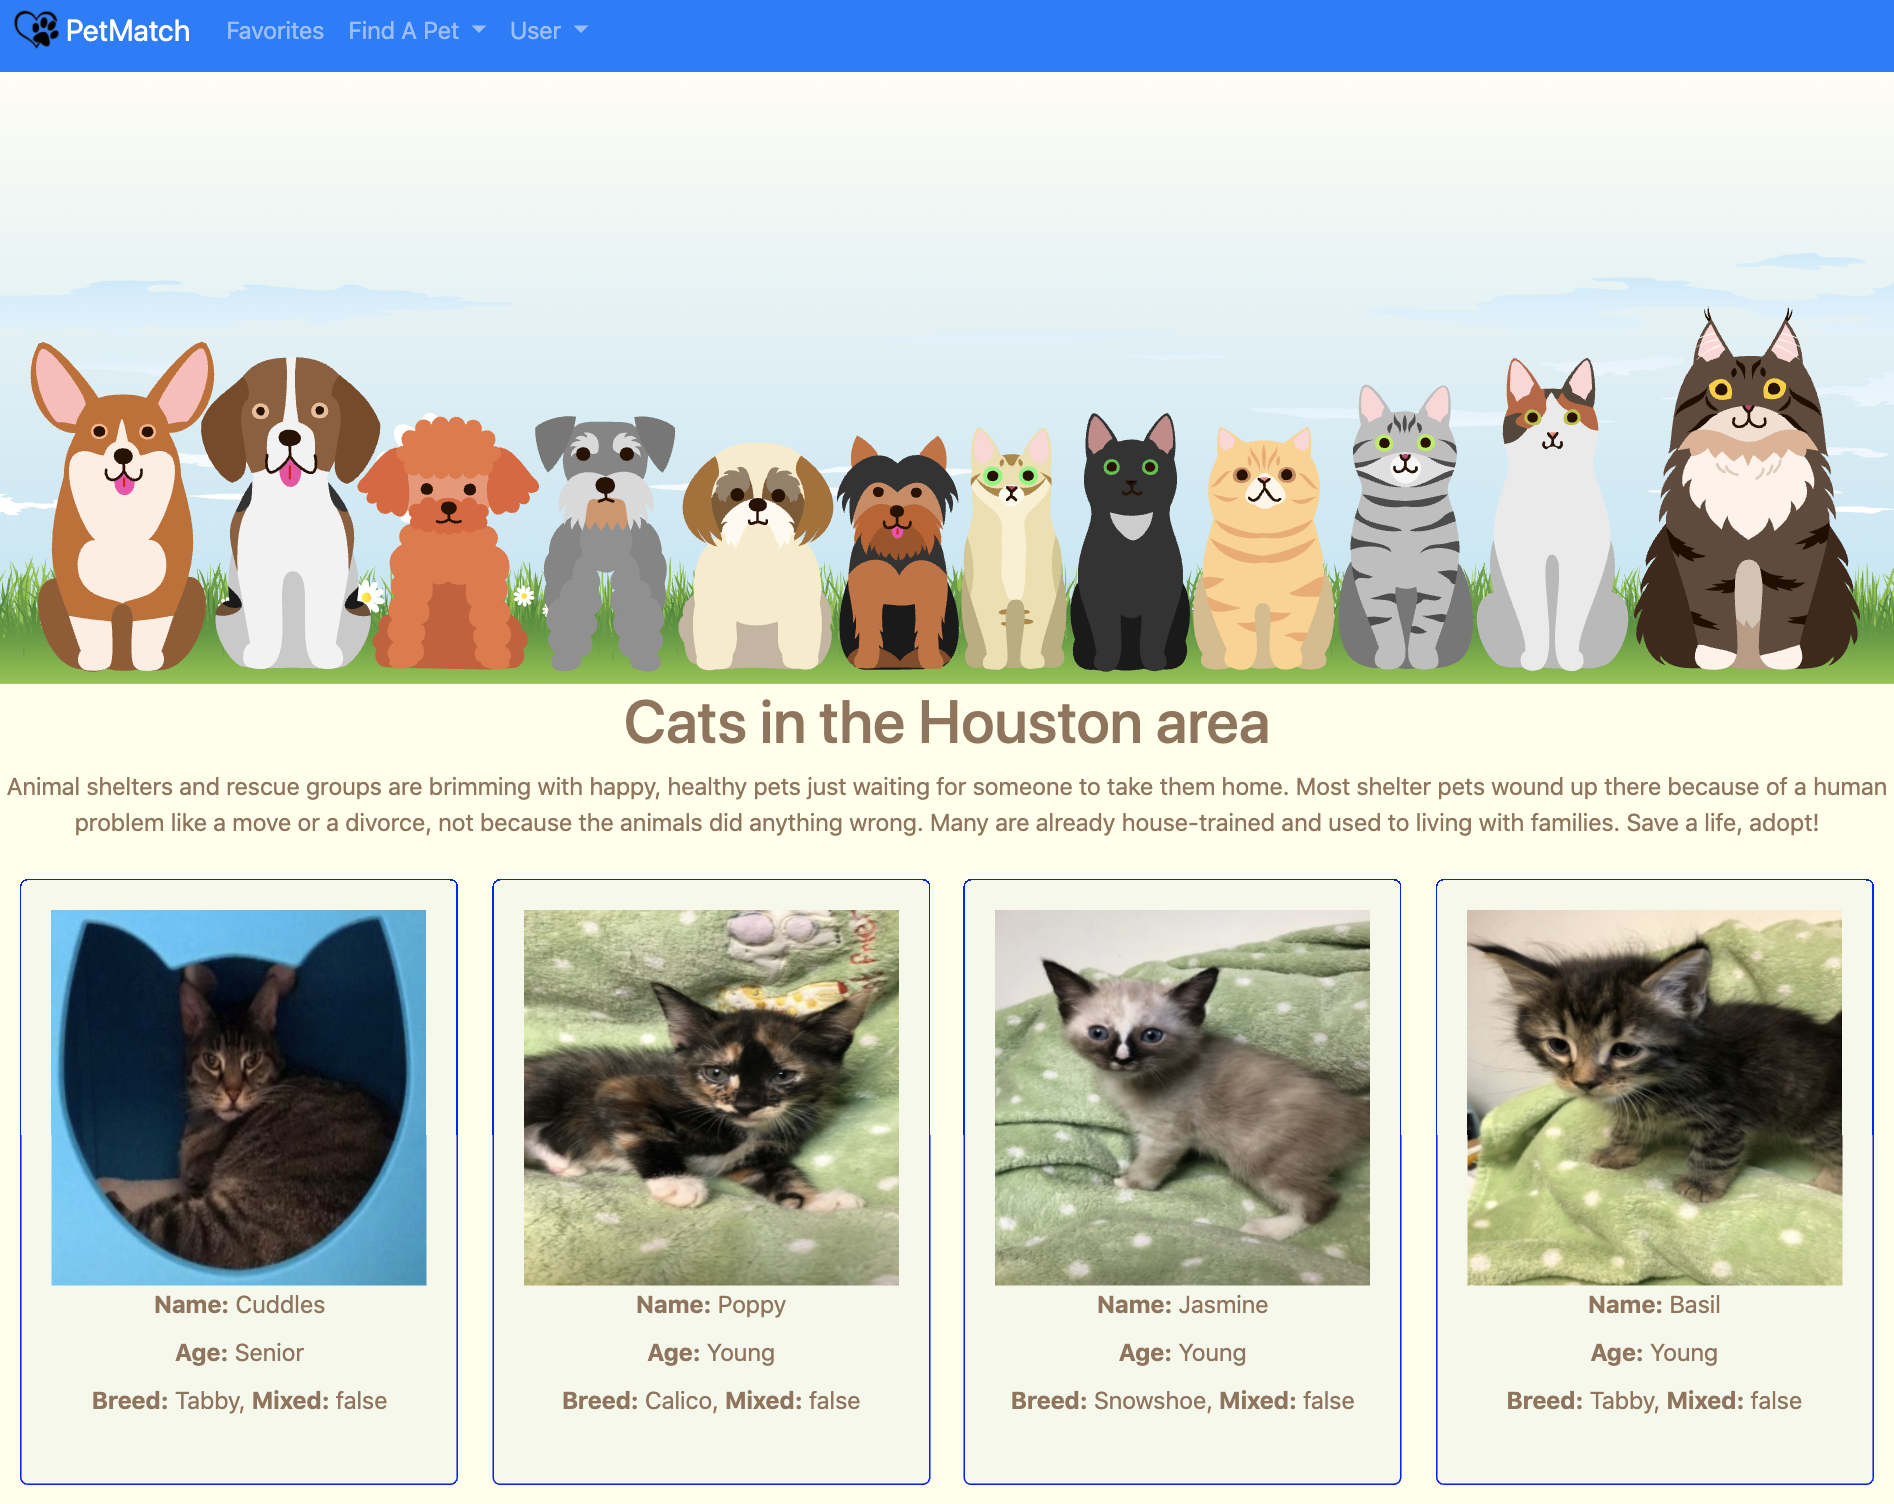 PetMatch Favorites Find A Pet User
Cats in the Houston area
Animal shelters and rescue groups are brimming with happy, healthy pets just waiting for someone to take them home. Most shelter pets wound up there because of a human
problem like a move or a divorce, not because the animals did anything wrong. Many are already house-trained and used to living with families. Save a life, adopt!
Name: Cuddles
Age: Senior
Breed: Tabby, Mixed: false
Name: Poppy
Age: Young
Breed: Calico, Mixed: false
Name: Jasmine
Age: Young
Breed: Snowshoe, Mixed: false
Name: Basil
Age: Young
Breed: Tabby, Mixed: false